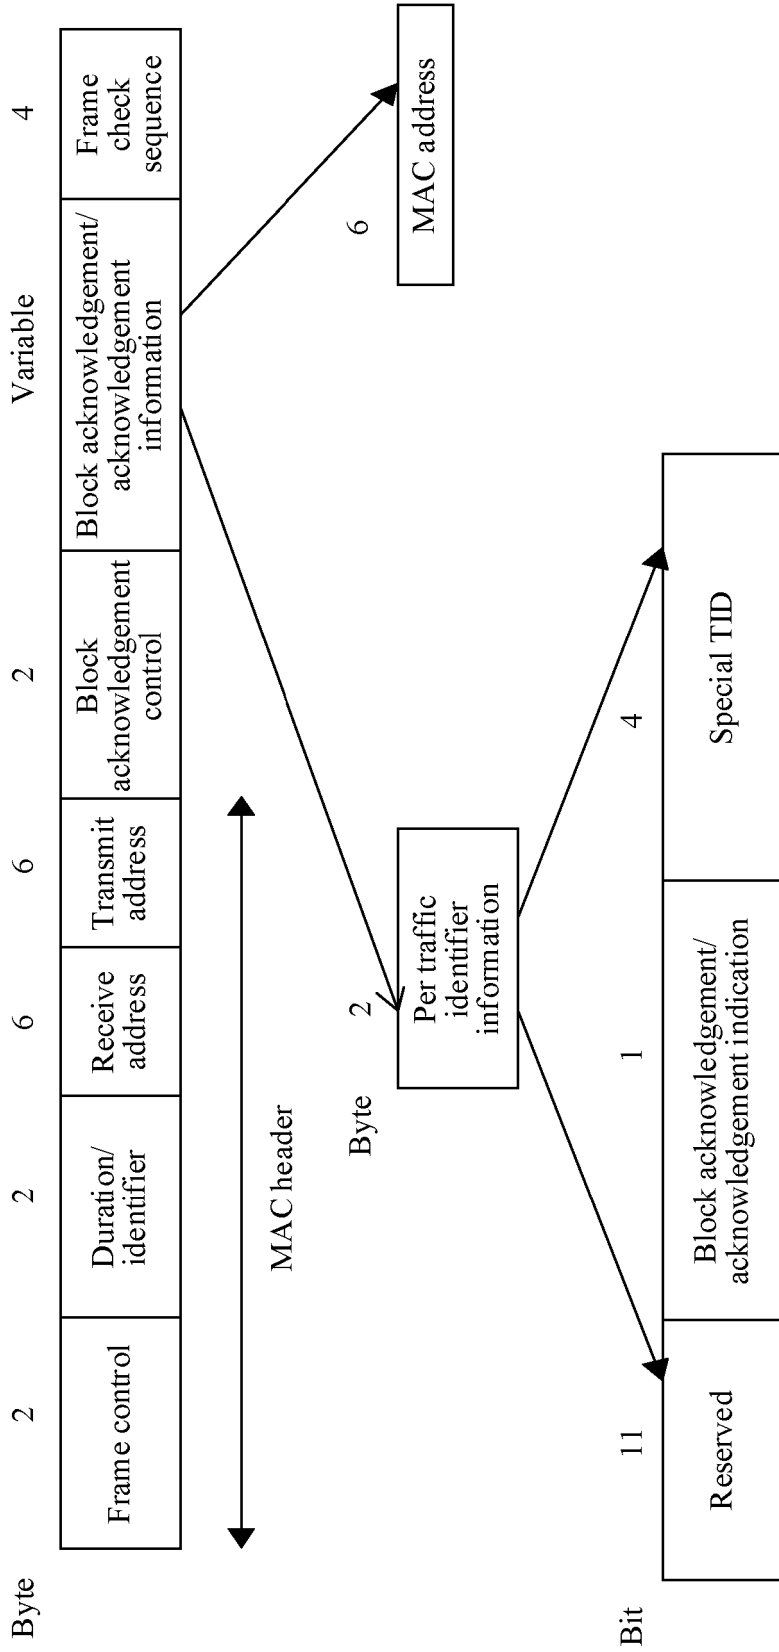 Byte
2
2
6
6
2
Variable
4
Frame control
Duration/
identifier
Receive
address
Transmit
address
Block
acknowledgement
control
Block acknowledgement/
acknowledgement
information
Frame
check
sequence
MAC header
Byte
2
6
Per traffic
identifier
information
MAC address
Bit
11
1
4
Reserved
Block acknowledgement/
acknowledgement indication
Special TID